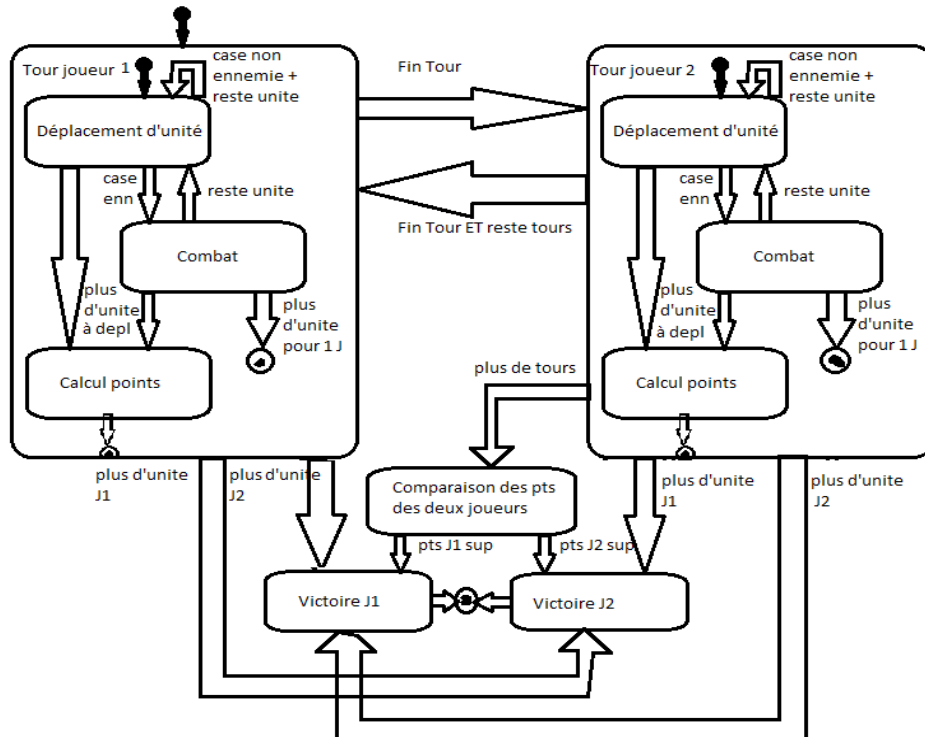 Tour joueur 1
case non
ennemie +
reste unite
Déplacement d'unité
case
enn
reste unite
Combat
plus
d'unite
à depl
plus
d'unite
pour 1 J
Calcul points
Fin Tour
Fin Tour ET reste tours
Tour joueur 2
case non
ennemie +
reste unite
Déplacement d'unité
case
enn
reste unite
Combat
plus
d'unite
à depl
plus
d'unite
pour 1 J
Calcul points
plus de tours
plus d'unite
J1
plus d'unite
J2
Comparaison des pts
des deux joueurs
plus d'unite
J1
plus d'unite
J2
pts J1 sup
pts J2 sup
Victoire J1
Victoire J2